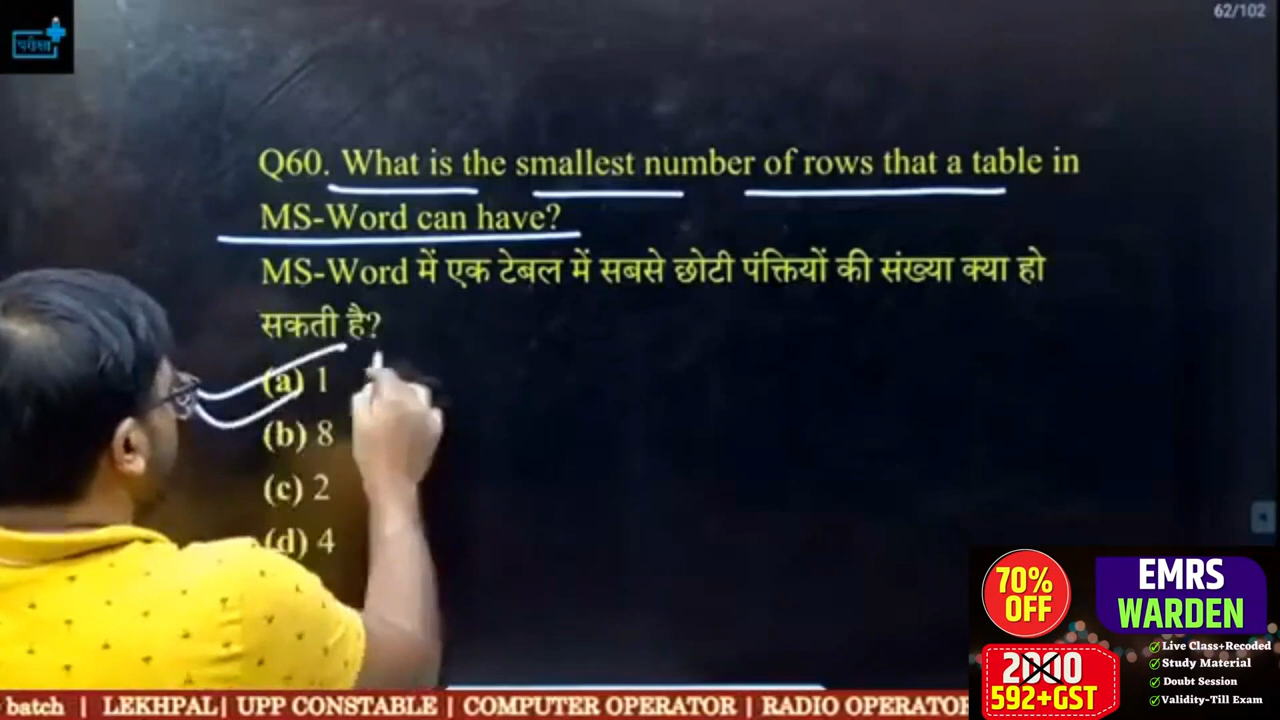 62/102
परीक्षा
Q60. What is the smallest number of rows that a table in
MS-Word can have?
MS-Word में एक टेबल में सबसे छोटी पंक्तियों की संख्या क्या हो
सकती है?
(a) 1
(b) 8
(c) 2
(d) 4
70%
OFF
EMRS
WARDEN
2000
592+GST
Live Class+Recoded
Study Material
Doubt Session
Validity-Till Exam
batch | LEKHPAL| UPP CONSTABLE | COMPUTER OPERATOR | RADIO OPERATOR